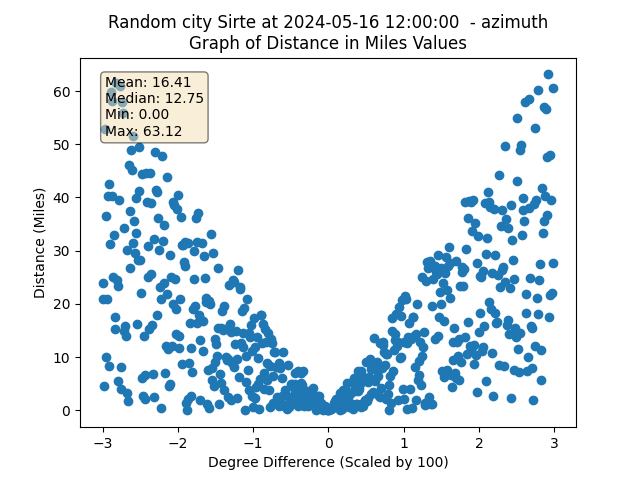 Random city Sirte at 2024-05-16 12:00:00 - azimuth
Graph of Distance in Miles Values
Mean: 16.41
Median: 12.75
Min: 0.00
Max: 63.12
Distance (Miles)
60
50
40
30
20
10
0
−3 −2 −1 0 1 2 3
Degree Difference (Scaled by 100)